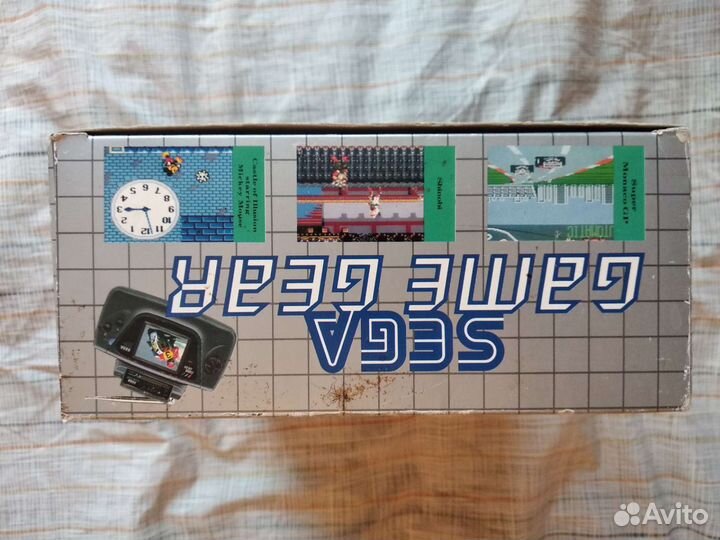 SEGA
GAME GEAR
Super
Monaco GP
Shinobi
Castle of Illusion
starring
Mickey Mouse
Avito